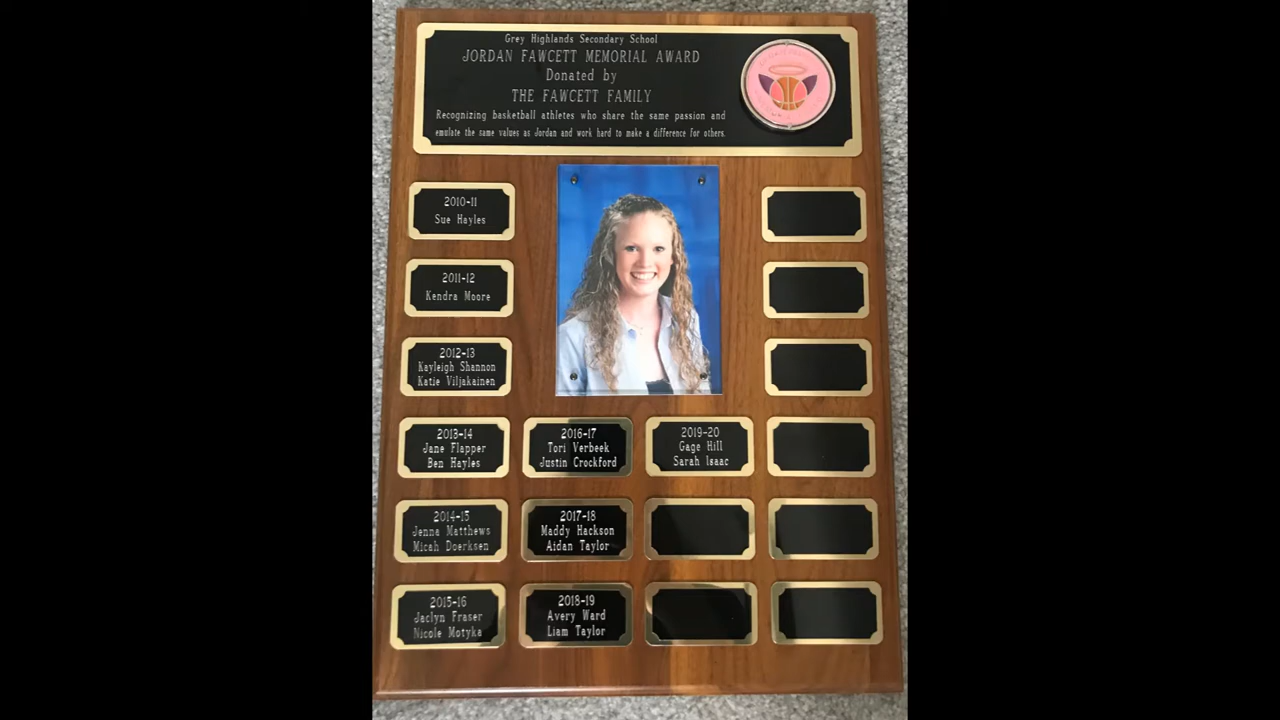 Grey Highlands Secondary School
JORDAN FAWCETT MEMORIAL AWARD
Donated by
THE FAWCETT FAMILY
Recognizing basketball athletes who share the same passion and
emulate the same values as Jordan and work hard to make a difference for others.
2010-11
Sue Hayles
2011-12
Kendra Moore
2012-13
Kayleigh Shannon
Katie Viljakainen
2013-14
Jane Flapper
Ben Hayles
2014-15
Jenna Matthews
Micah Doerksen
2015-16
Jaclyn Fraser
Nicole Motyka
2016-17
Tori Verbeek
Justin Crockford
2017-18
Maddy Hackson
Aidan Taylor
2018-19
Avery Ward
Liam Taylor
2019-20
Gage Hill
Sarah Isaac